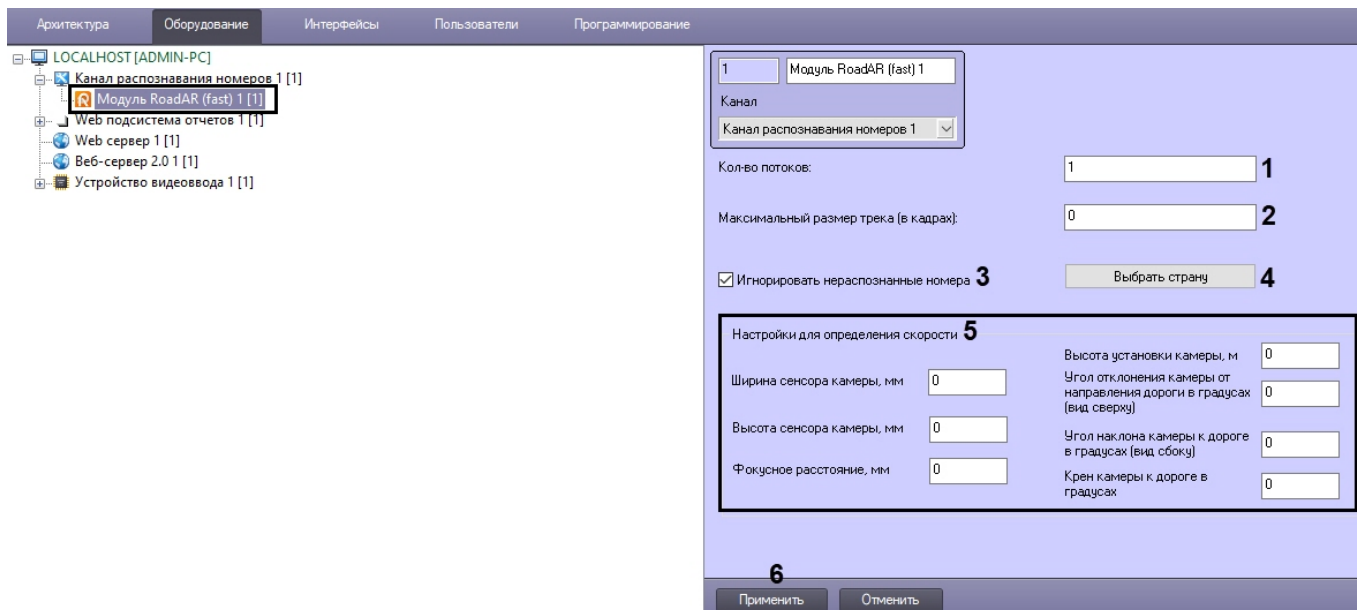 Архитектура Оборудование Интерфейсы Пользователи Программирование
LOCALHOST [ADMIN-PC]
Канал распознавания номеров 1 [1]
Модуль RoadAR (fast) 1 [1]
Web подсистема отчетов 1 [1]
Web сервер 1 [1]
Веб-сервер 2.0 1 [1]
Устройство видеоввода 1 [1]
1 Модуль RoadAR (fast) 1
Канал
Канал распознавания номеров 1
Кол-во потоков: 1 1
Максимальный размер трека (в кадрах): 0 2
Игнорировать нераспознанные номера 3 Выбрать страну 4
Настройки для определения скорости 5
Ширина сенсора камеры, мм 0
Высота сенсора камеры, мм 0
Фокусное расстояние, мм 0
Высота установки камеры, м 0
Угол отклонения камеры от
направления дороги в градусах 0
(вид сверху)
Угол наклона камеры к дороге
в градусах (вид сбоку) 0
Крен камеры к дороге в
градусах 0
6
Применить Отменить